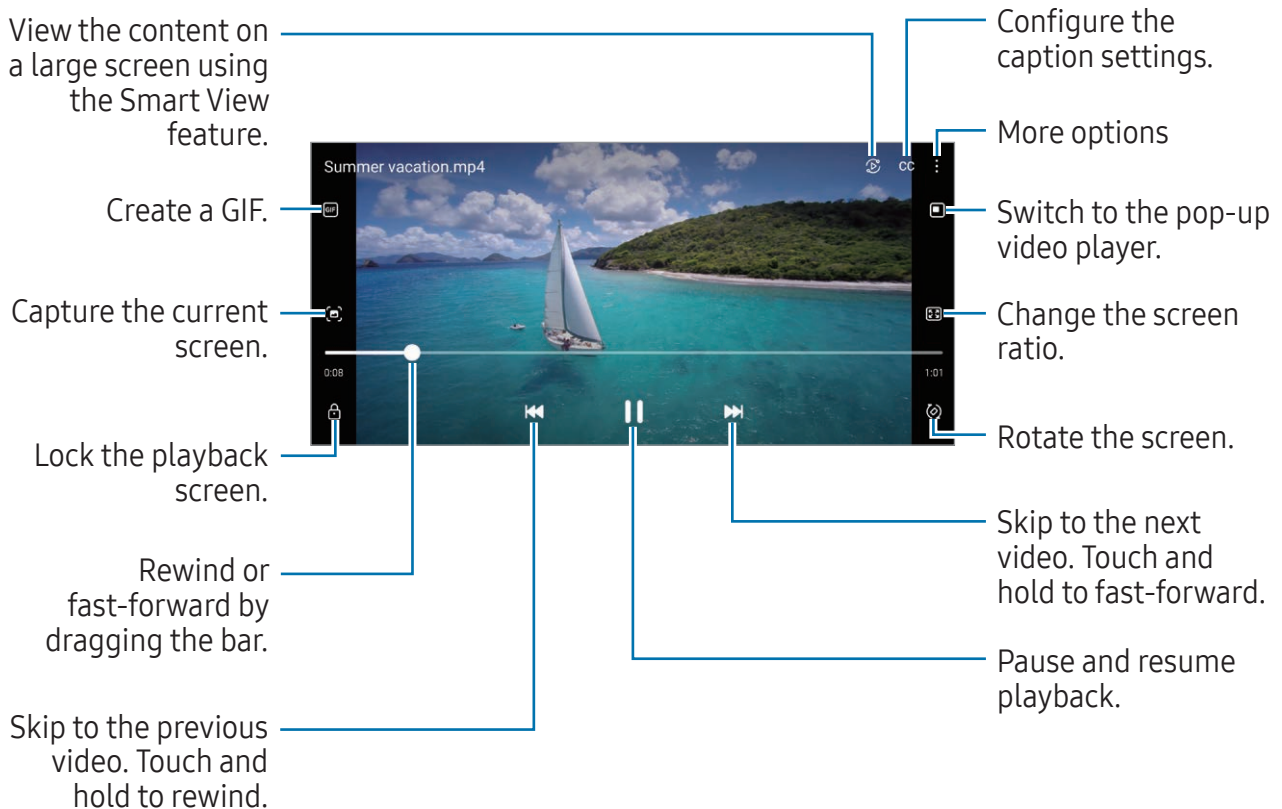 View the content on
a large screen using
the Smart View
feature.
Create a GIF.
Capture the current
screen.
Lock the playback
screen.
Rewind or
fast-forward by
dragging the bar.
Skip to the previous
video. Touch and
hold to rewind.
Summer vacation.mp4
CC
GIF
0:08
1:01
Configure the
caption settings.
More options
Switch to the pop-up
video player.
Change the screen
ratio.
Rotate the screen.
Skip to the next
video. Touch and
hold to fast-forward.
Pause and resume
playback.